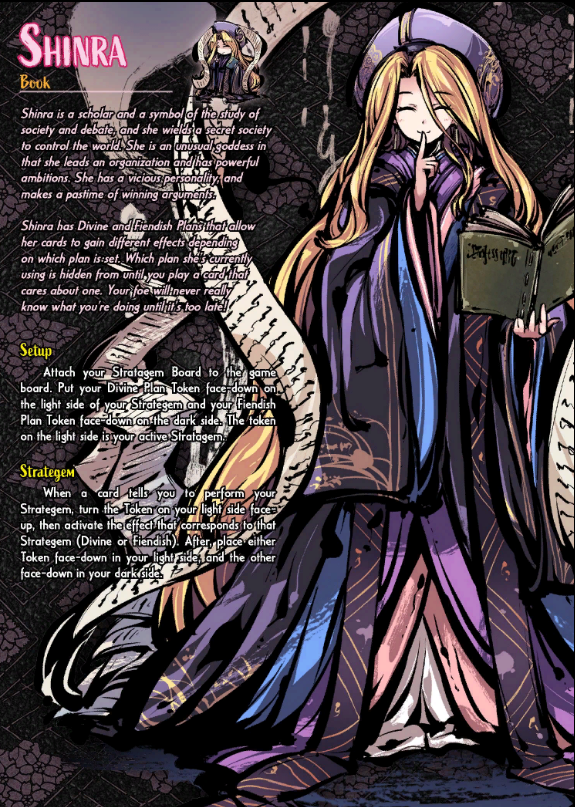 SHINRA
Book
Shinra is a scholar and a symbol of the study of
society and debate, and she wields a secret society
to control the world. She is an unusual goddess in
that she leads an organization and has powerful
ambitions. She has a vicious personality, and
makes a pastime of winning arguments.
Shinra has Divine and Fiendish Plans that allow
her cards to gain different effects depending
on which plan is set. Which plan she's currently
using is hidden from until you play a card that
cares about one. Your foe will never really
know what you're doing until it's too late!
Setup
Attach your Stratagem Board to the game
board. Put your Divine Plan Token face-down on
the light side of your Strategem and your Fiendish
Plan Token face-down on the dark side. The token
on the light side is your active Stratagem.
Strategem
When a card tells you to perform your
Strategem, turn the Token on your light side face-
up, then activate the effect that corresponds to that
Strategem (Divine or Fiendish). After, place either
Token face-down in your light side, and the other
face-down in your dark side.